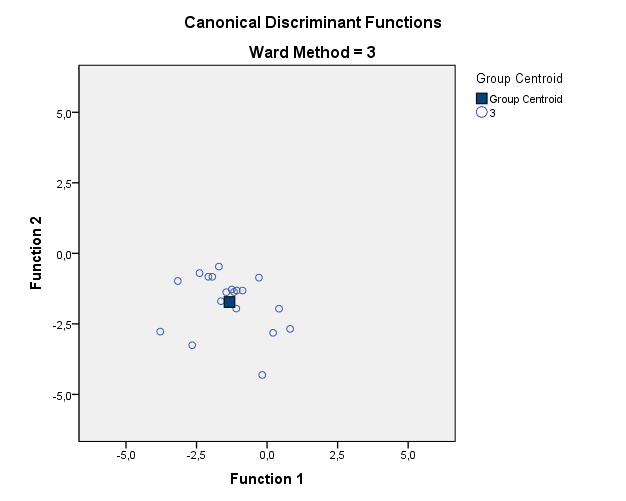 Canonical Discriminant Functions
Ward Method = 3
Group Centroid
Group Centroid
3
5,0
2,5
0,0
-2,5
-5,0
Function 2
-5,0 -2,5 0,0 2,5 5,0
Function 1